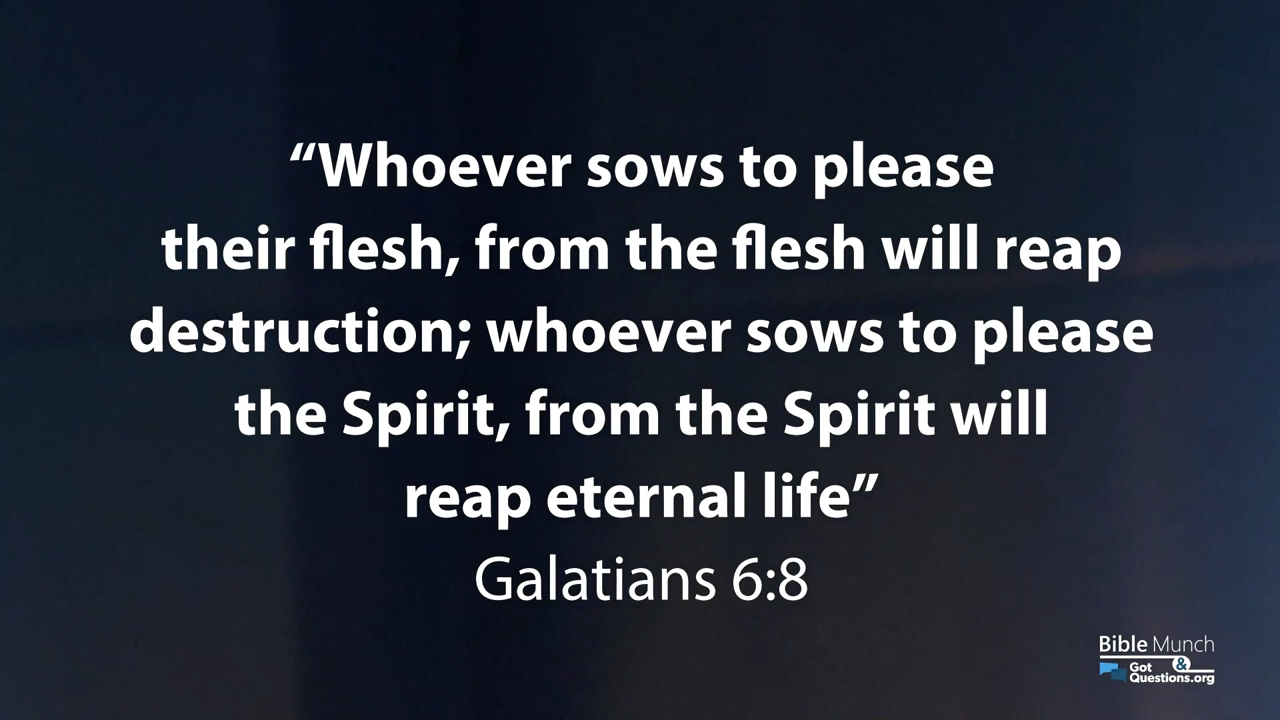 “Whoever sows to please
their flesh, from the flesh will reap
destruction; whoever sows to please
the Spirit, from the Spirit will
reap eternal life”
Galatians 6:8
Bible Munch
&
Got
Questions.org